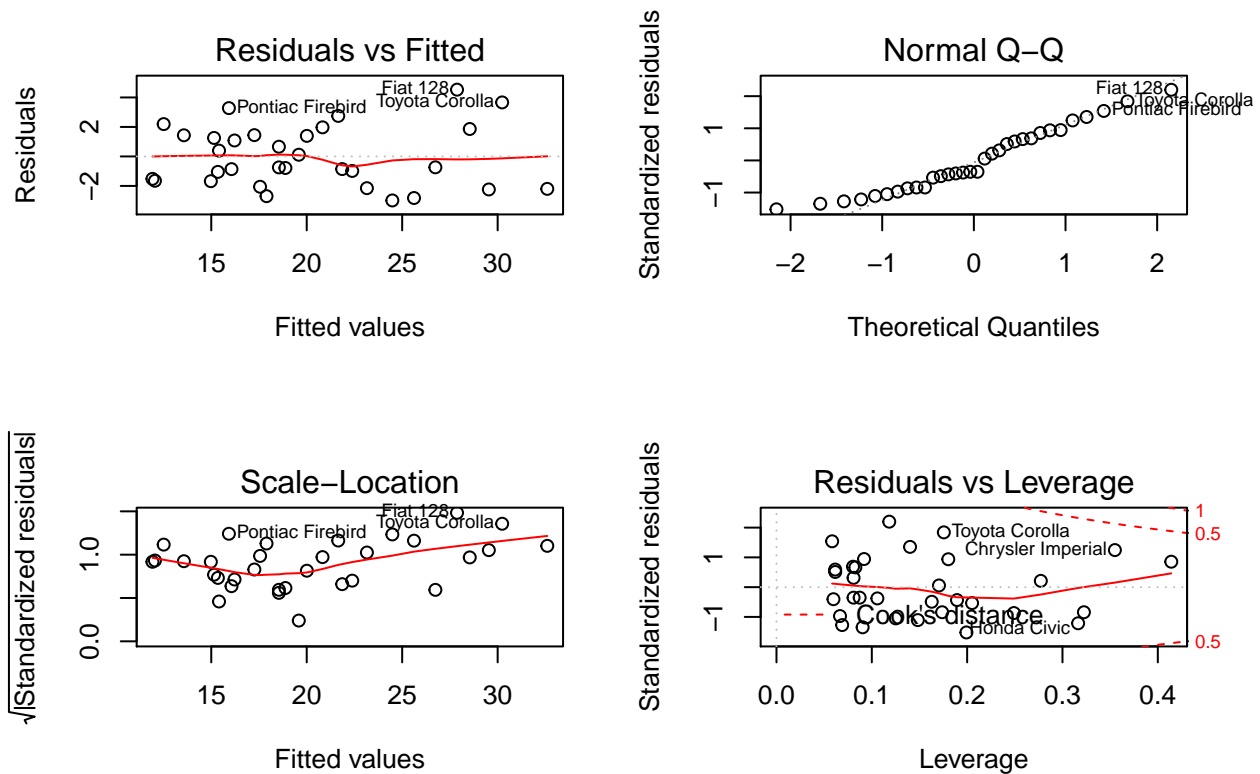 Residuals vs Fitted
Residuals
2
−2
Fiat 128
Toyota Corolla
Pontiac Firebird
15 20 25 30
Fitted values
Normal Q−Q
Standardized residuals
1
−1
Fiat 128
Toyota Corolla
Pontiac Firebird
−2 −1 0 1 2
Theoretical Quantiles
Scale−Location
√|Standardized residuals|
1.0
0.0
Fiat 128
Toyota Corolla
Pontiac Firebird
15 20 25 30
Fitted values
Residuals vs Leverage
Standardized residuals
1
−1
Toyota Corolla
Chrysler Imperial
Cook's distance
Honda Civic
1
0.5
0.5
0.0 0.1 0.2 0.3 0.4
Leverage